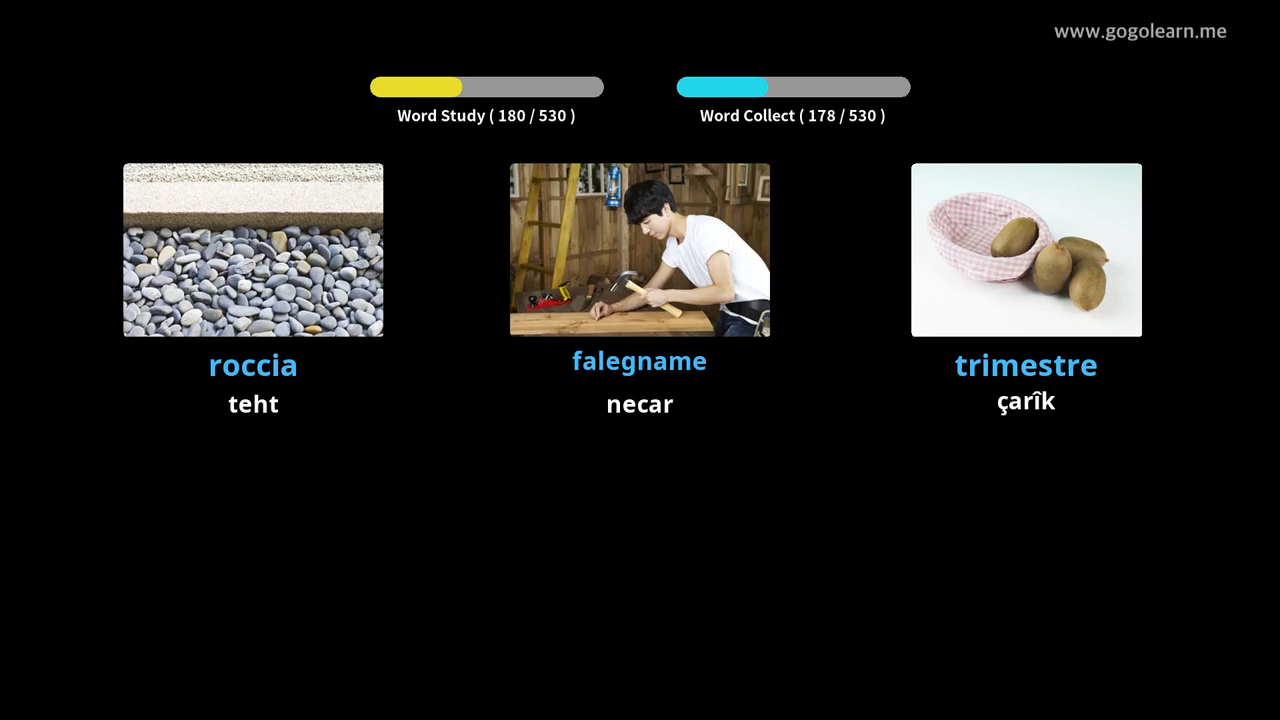 www.gogolearn.me
Word Study ( 180 / 530 )
Word Collect ( 178 / 530 )
roccia
teht
falegname
necar
trimestre
çarîk